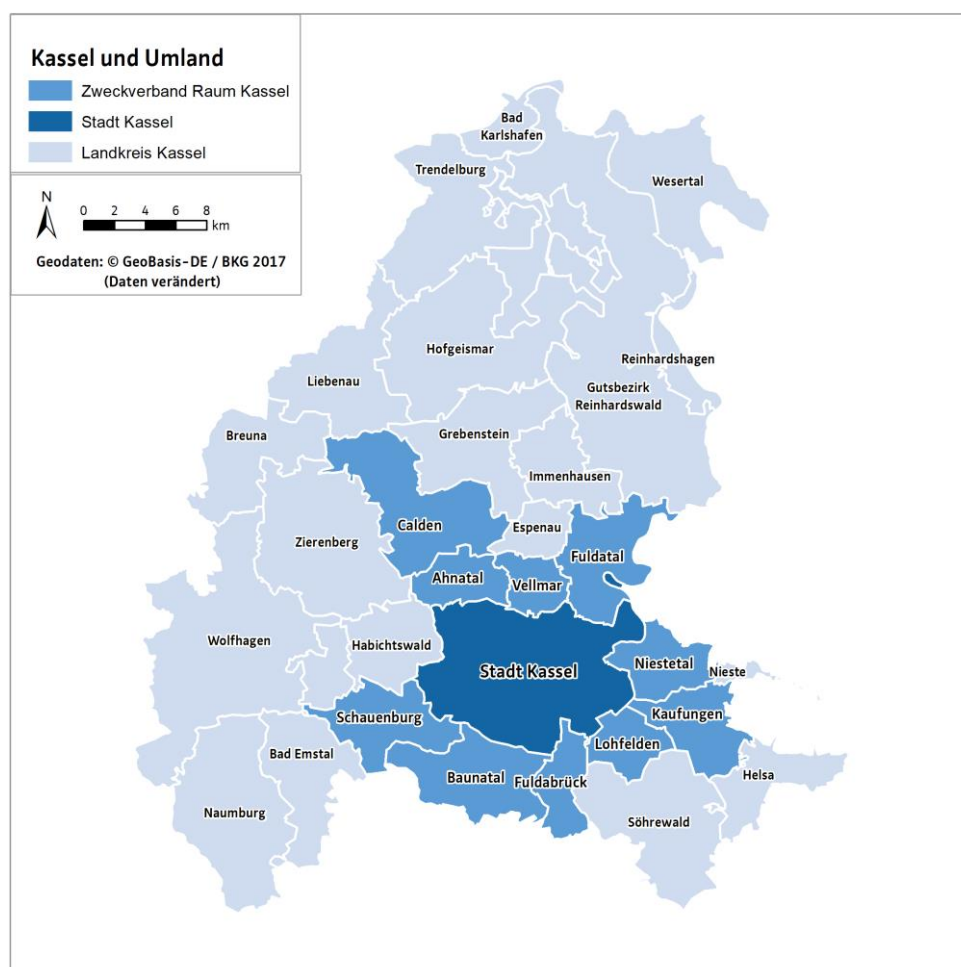 Kassel und Umland
Zweckverband Raum Kassel
Stadt Kassel
Landkreis Kassel
N
0 2 4 6 8
km
Geodaten: © GeoBasis-DE / BKG 2017
(Daten verändert)
Bad
Karlshafen
Trendelburg
Wesertal
Hofgeismar
Reinhardshagen
Liebenau
Gutsbezirk
Reinhardswald
Breuna
Grebenstein
Immenhausen
Calden
Espenau
Zierenberg
Fuldatal
Ahnatal
Vellmar
Wolfhagen
Habichtswald
Stadt Kassel
Niestetal
Nieste
Schauenburg
Kaufungen
Lohfelden
Bad Emstal
Baunatal
Fuldabrück
Helsa
Naumburg
Söhrewald